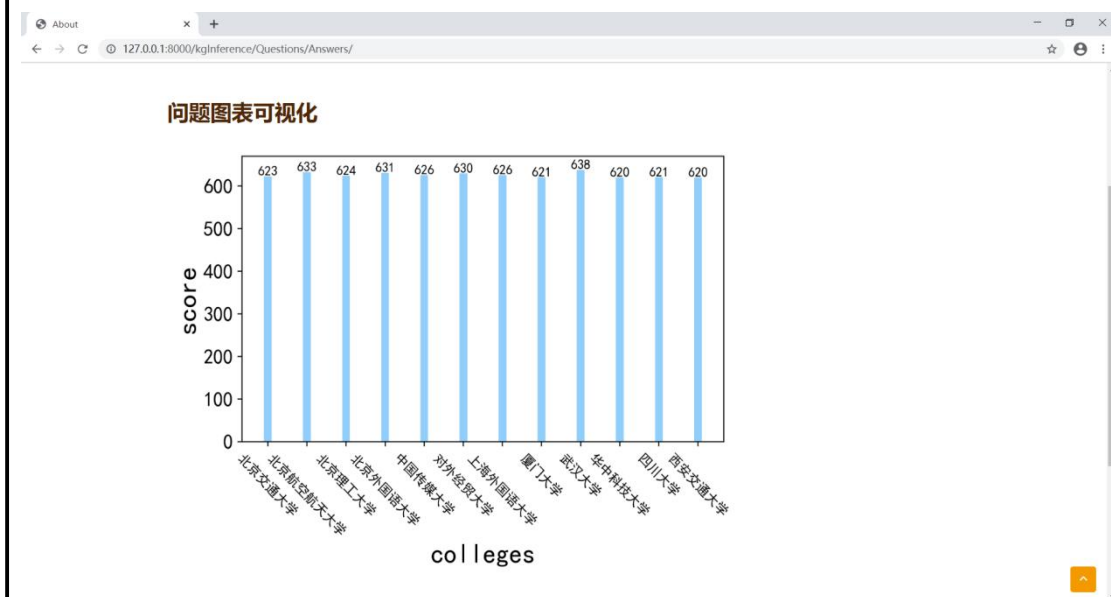 About
127.0.0.1:8000/kgInference/Questions/Answers/
问题图表可视化
623 633 624 631 626 630 626 621 638 620 621 620
600
500
400
300
200
100
0
score
北京交通大学
北京航空航天大学
北京理工大学
北京外国语大学
中国传媒大学
对外经贸大学
上海外国语大学
厦门大学
武汉大学
华中科技大学
四川大学
西安交通大学
colleges